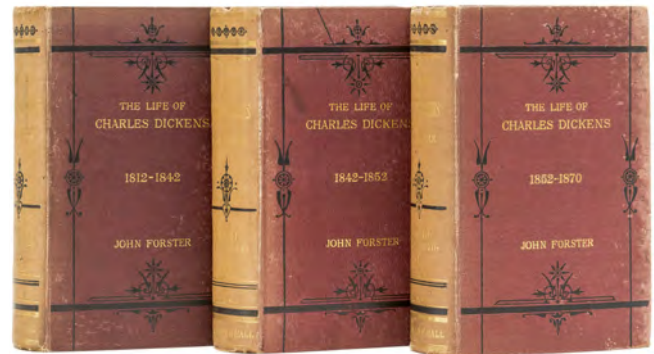 THE LIFE OF
CHARLES DICKENS
1812-1842
JOHN FORSTER
THE LIFE OF
CHARLES DICKENS
1842-1852
JOHN FORSTER
THE LIFE OF
CHARLES DICKENS
1852-1870
JOHN FORSTER